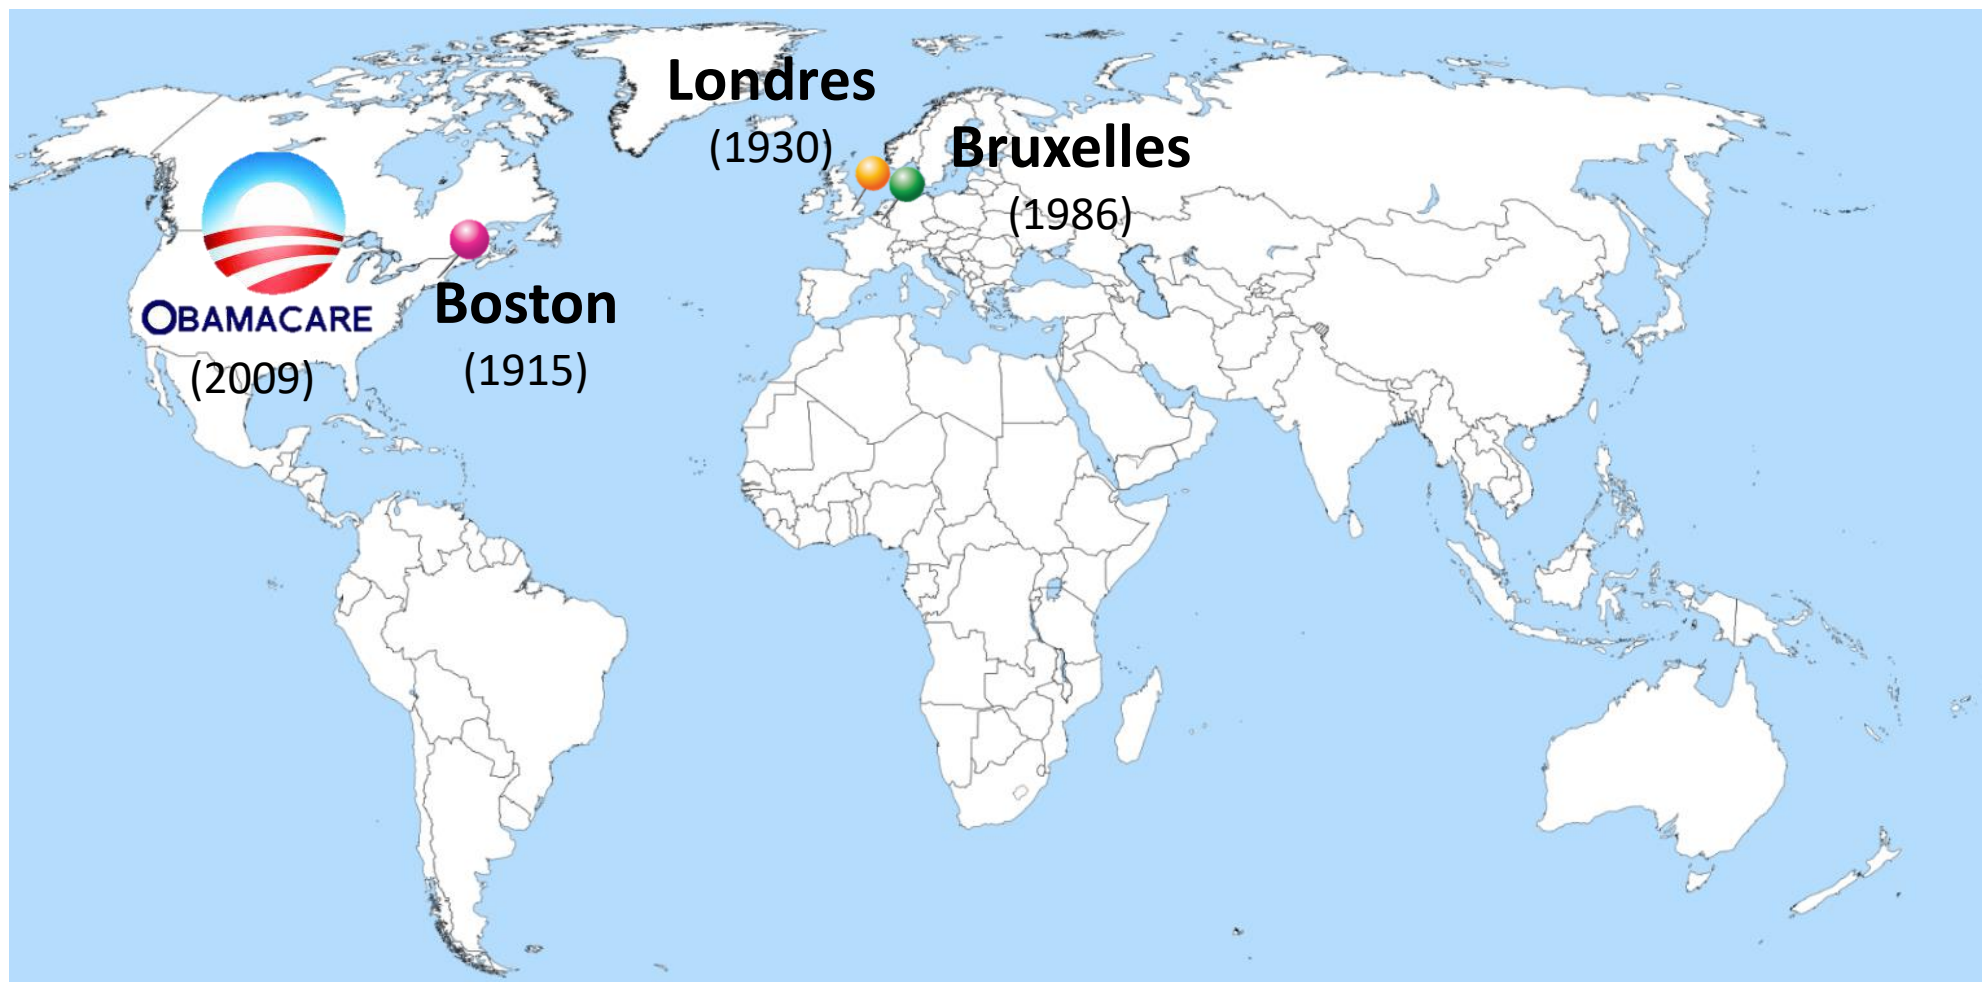 Londres
(1930)
Bruxelles
(1986)
OBAMACARE
(2009)
Boston
(1915)